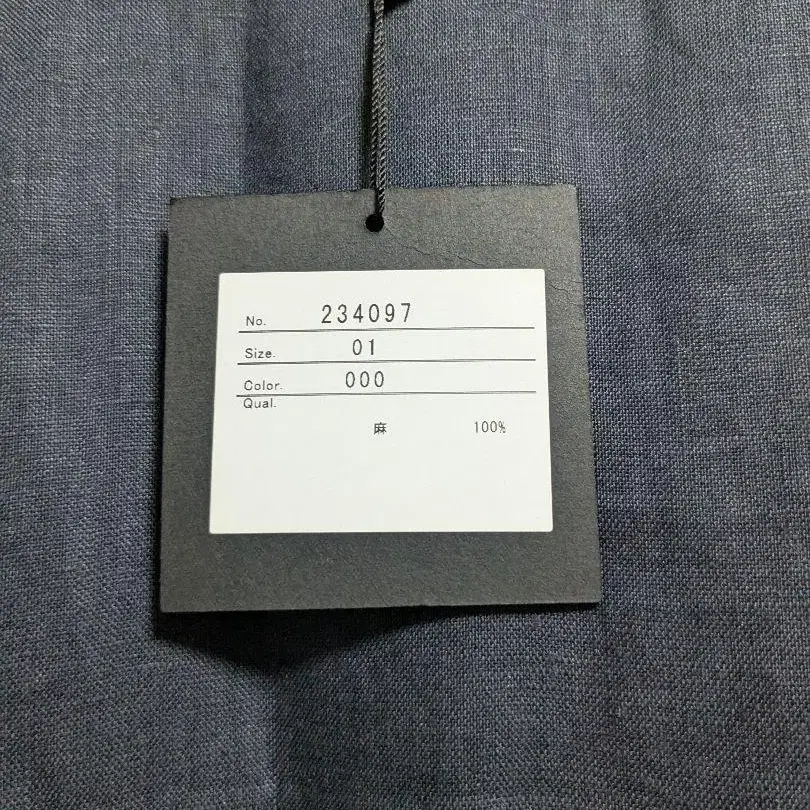 No. 234097
Size. 01
Color. 000
Qual.
麻 100%